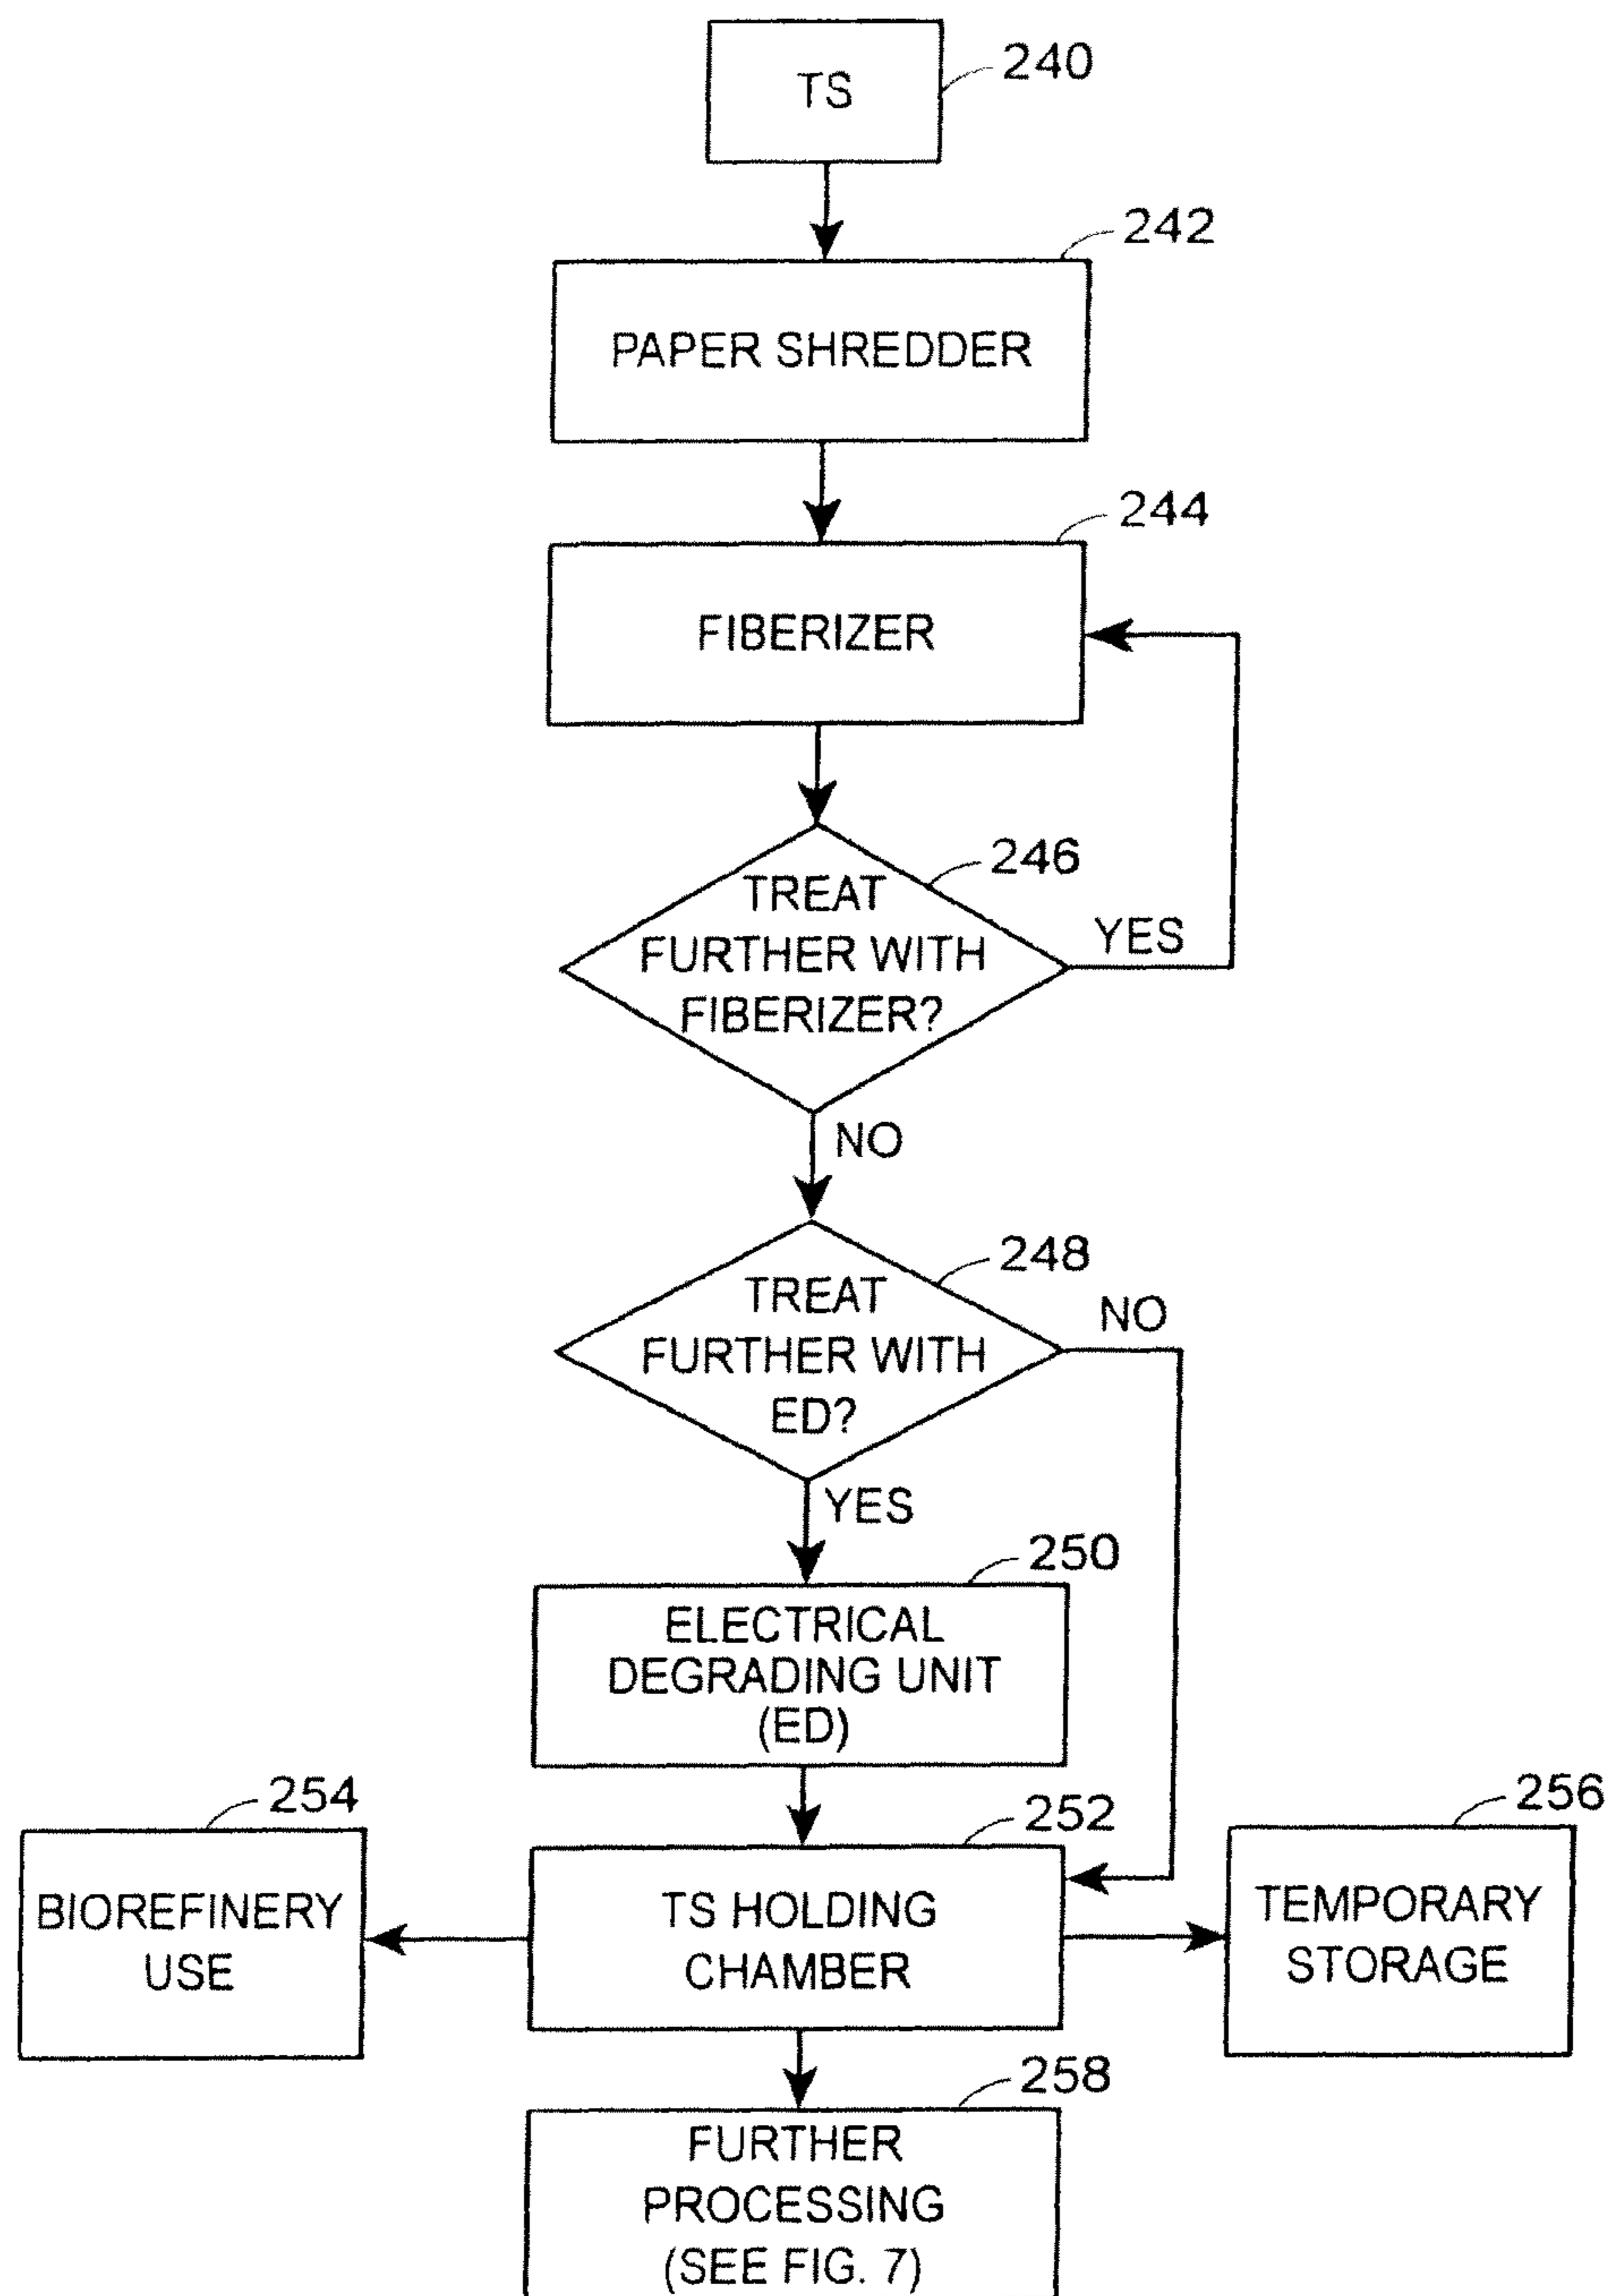 TS
240
242
PAPER SHREDDER
244
FIBERIZER
246
TREAT
FURTHER WITH
FIBERIZER?
YES
NO
248
TREAT
FURTHER WITH
ED?
NO
YES
250
ELECTRICAL
DEGRADING UNIT
(ED)
254
BIOREFINERY
USE
252
TS HOLDING
CHAMBER
256
TEMPORARY
STORAGE
258
FURTHER
PROCESSING
(SEE FIG. 7)